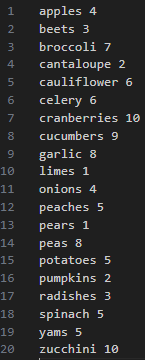 1 apples 4
2 beets 3
3 broccoli 7
4 cantaloupe 2
5 cauliflower 6
6 celery 6
7 cranberries 10
8 cucumbers 9
9 garlic 8
10 limes 1
11 onions 4
12 peaches 5
13 pears 1
14 peas 8
15 potatoes 5
16 pumpkins 2
17 radishes 3
18 spinach 5
19 yams 5
20 zucchini 10